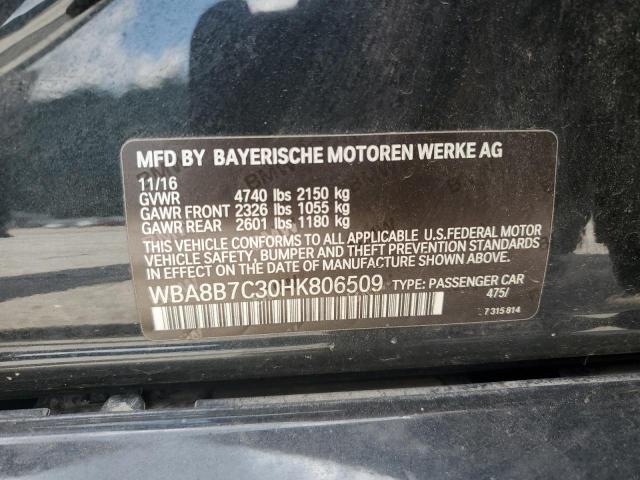 MFD BY BAYERISCHE MOTOREN WERKE AG
11/16
GVWR 4740 lbs 2150 kg
GAWR FRONT 2326 lbs 1055 kg
GAWR REAR 2601 lbs 1180 kg
THIS VEHICLE CONFORMS TO ALL APPLICABLE U.S.FEDERAL MOTOR
VEHICLE SAFETY, BUMPER, AND THEFT PREVENTION STANDARDS
IN EFFECT ON THE DATE OF MANUFACTURE SHOWN ABOVE.
WBA8B7C30HK806509 TYPE: PASSENGER CAR
475/
7 315 814